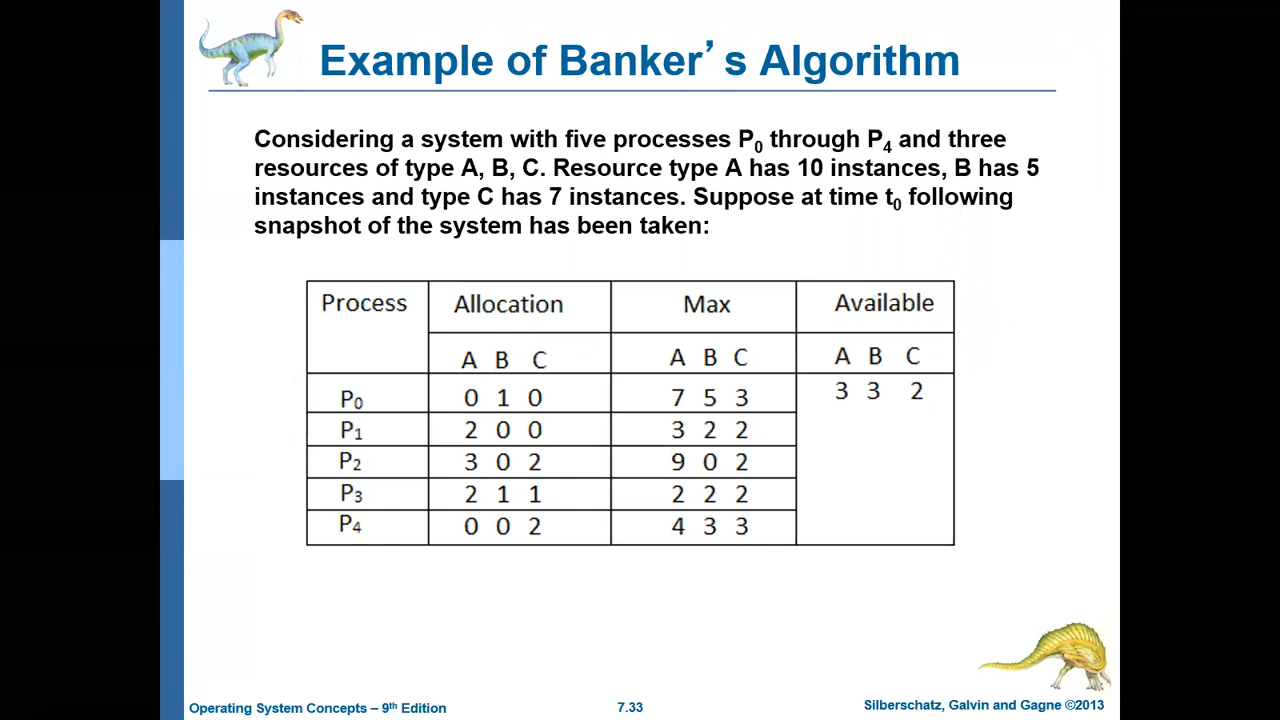 Example of Banker’s Algorithm
Considering a system with five processes P0 through P4 and three
resources of type A, B, C. Resource type A has 10 instances, B has 5
instances and type C has 7 instances. Suppose at time t0 following
snapshot of the system has been taken:
Process Allocation Max Available
A B C A B C A B C
P0 0 1 0 7 5 3 3 3 2
P1 2 0 0 3 2 2
P2 3 0 2 9 0 2
P3 2 1 1 2 2 2
P4 0 0 2 4 3 3
Operating System Concepts – 9th Edition 7.33 Silberschatz, Galvin and Gagne ©2013